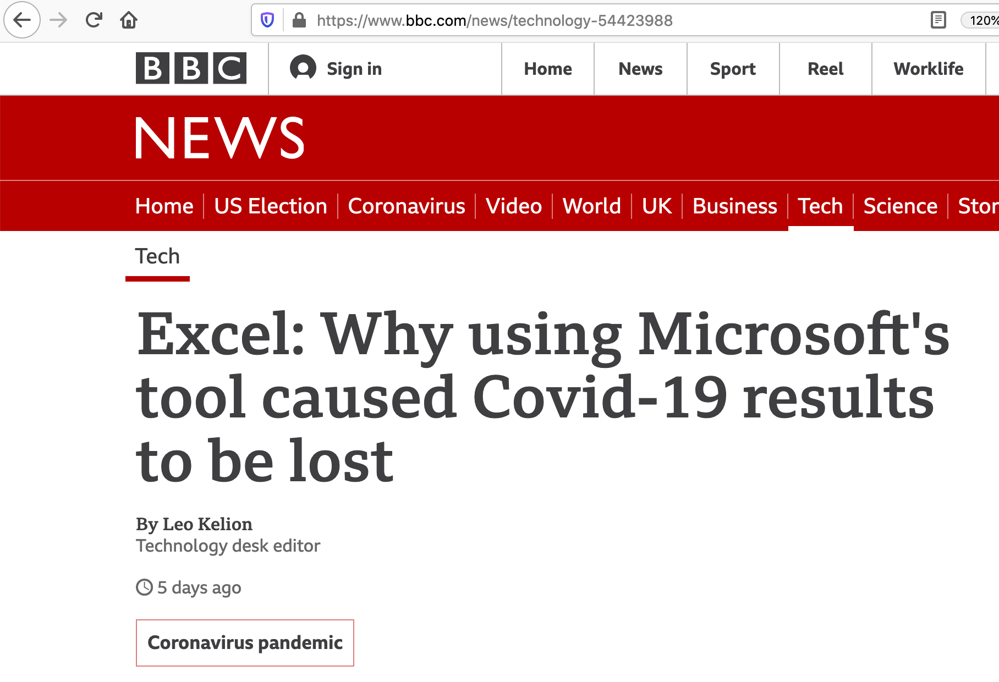 https://www.bbc.com/news/technology-54423988 120%
BBC Sign in Home News Sport Reel Worklife
NEWS
Home US Election Coronavirus Video World UK Business Tech Science Stor
Tech
Excel: Why using Microsoft's
tool caused Covid-19 results
to be lost
By Leo Kelion
Technology desk editor
5 days ago
Coronavirus pandemic